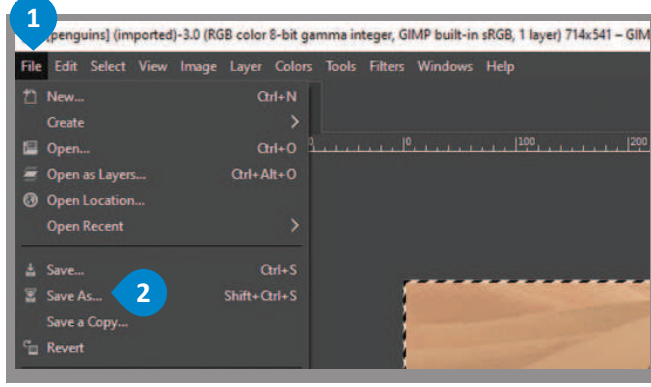 1
[penguins] (imported)-3.0 (RGB color 8-bit gamma integer, GIMP built-in sRGB, 1 layer) 714x541 – GIM
File Edit Select View Image Layer Colors Tools Filters Windows Help
New... Ctrl+N
Create >
Open... Ctrl+O
Open as Layers... Ctrl+Alt+O
Open Location...
Open Recent >
0 100 200
Save... Ctrl+S
Save As... 2 Shift+Ctrl+S
Save a Copy...
Revert